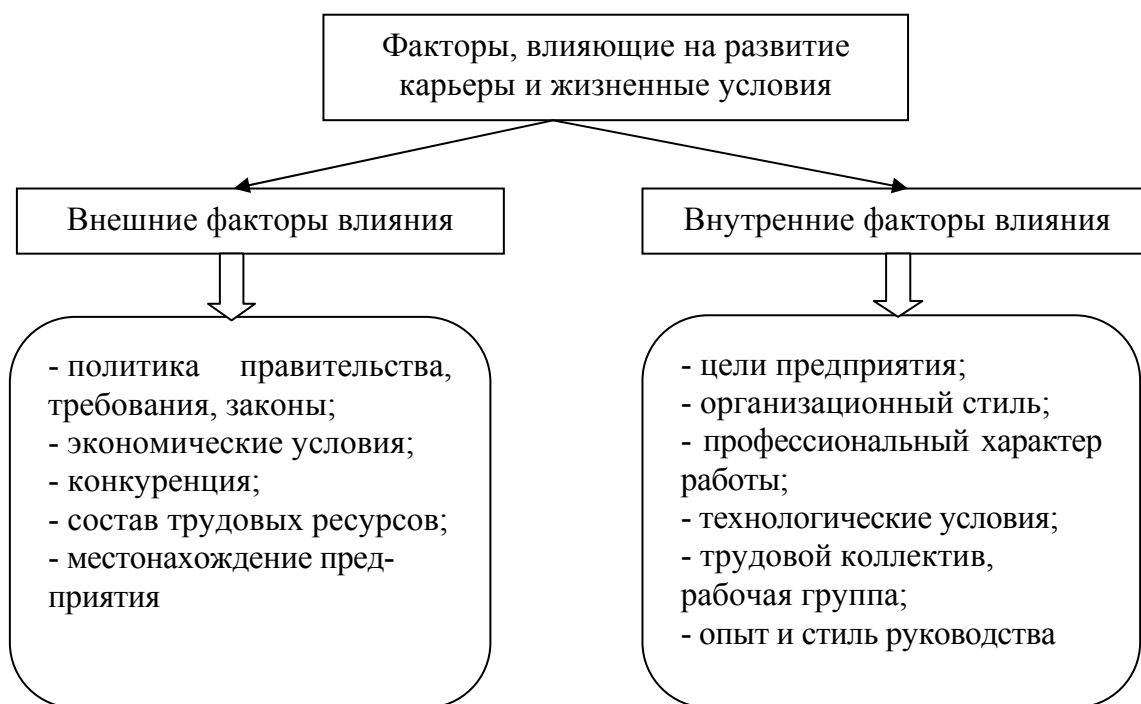 Факторы, влияющие на развитие
карьеры и жизненные условия
Внешние факторы влияния
Внутренние факторы влияния
- политика правительства,
требования, законы;
- экономические условия;
- конкуренция;
- состав трудовых ресурсов;
- местонахождение пред-
приятия
- цели предприятия;
- организационный стиль;
- профессиональный характер
работы;
- технологические условия;
- трудовой коллектив,
рабочая группа;
- опыт и стиль руководства